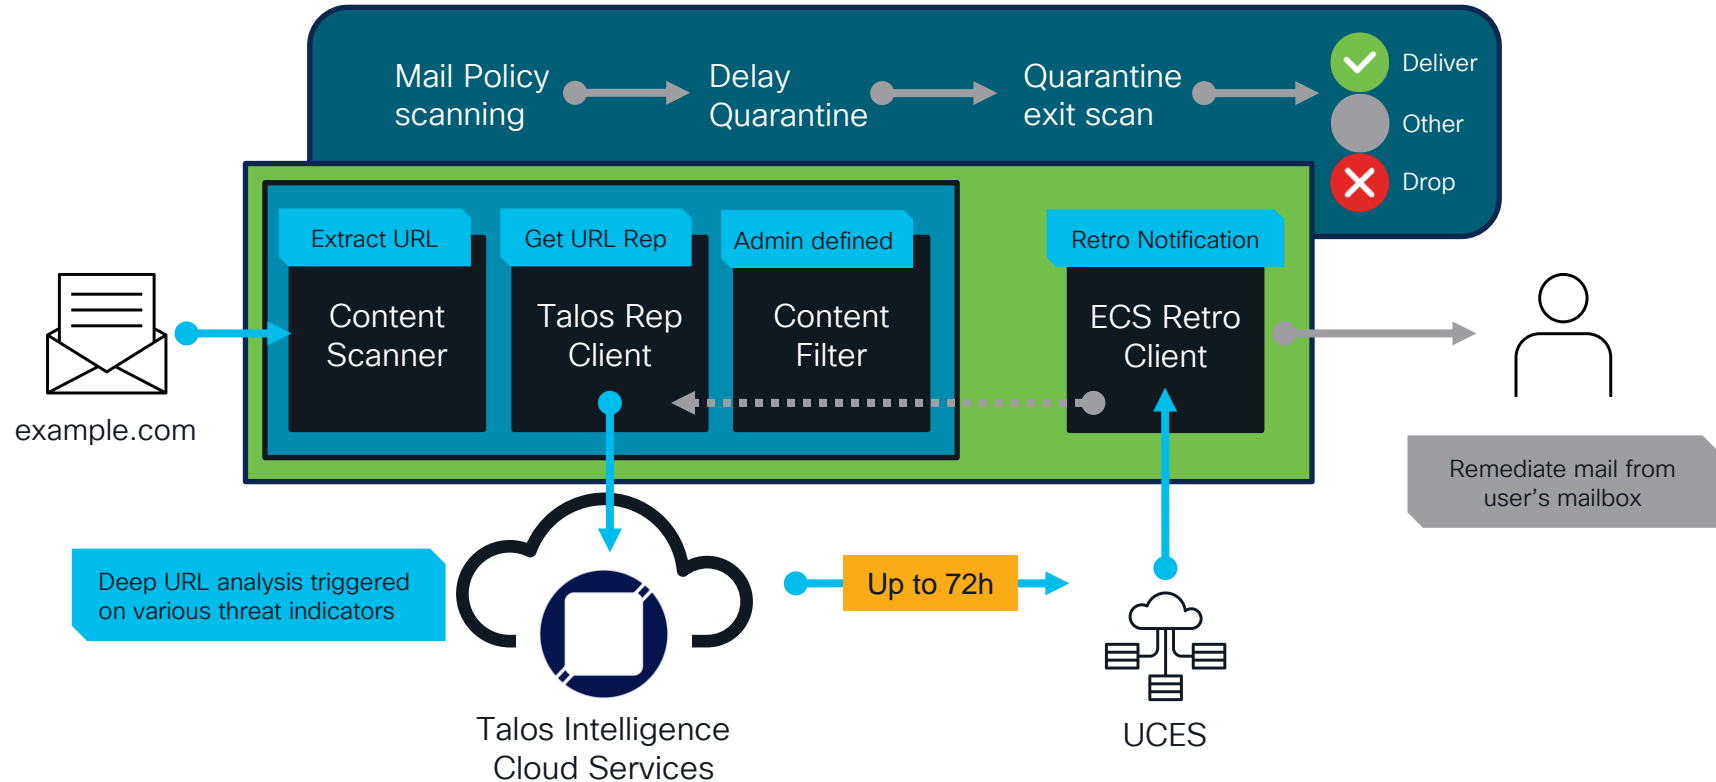 Mail Policy
scanning
Delay
Quarantine
Quarantine
exit scan
Deliver
Other
Drop
Extract URL
Get URL Rep
Admin defined
Retro Notification
Content
Scanner
Talos Rep
Client
Content
Filter
ECS Retro
Client
example.com
Remediate mail from
user's mailbox
Deep URL analysis triggered
on various threat indicators
Up to 72h
Talos Intelligence
Cloud Services
UCES